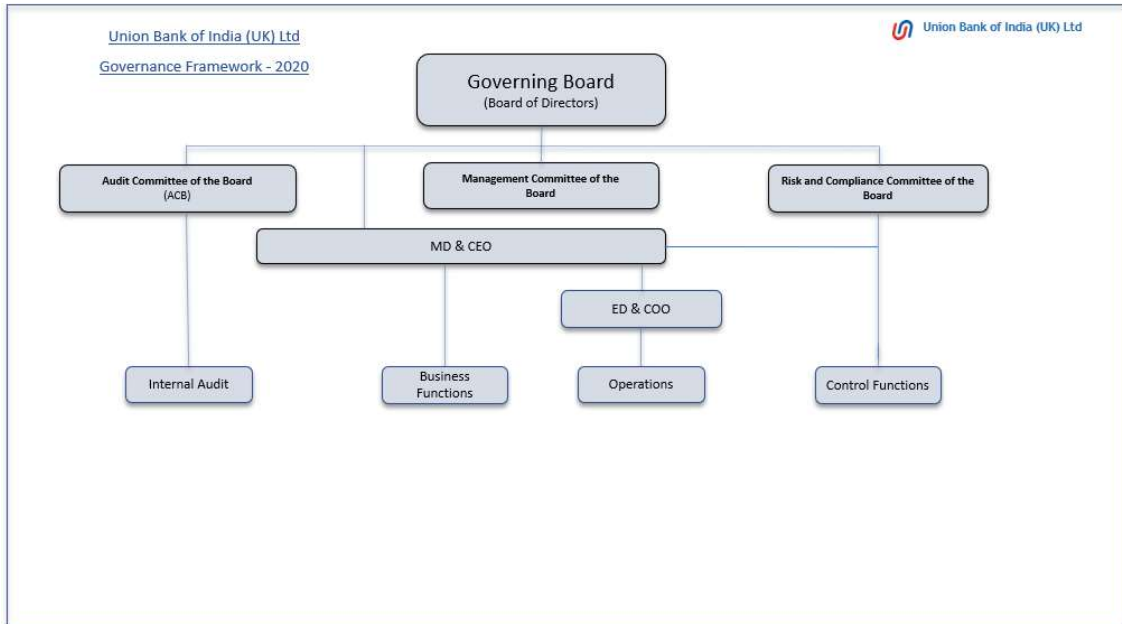 Union Bank of India (UK) Ltd
Governance Framework - 2020
Union Bank of India (UK) Ltd
Governing Board
(Board of Directors)
Audit Committee of the Board
(ACB)
Management Committee of the
Board
Risk and Compliance Committee of the
Board
MD & CEO
ED & COO
Internal Audit
Business
Functions
Operations
Control Functions